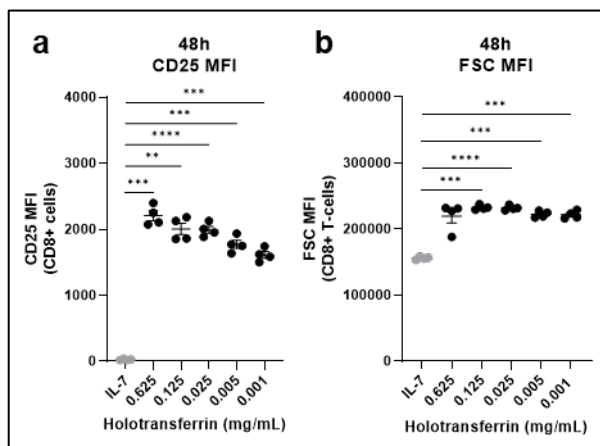 a
48h
CD25 MFI
CD25 MFI
(CD8+ cells)
4000
3000
2000
1000
0
***
***
****
**
***
IL-7
0.625
0.125
0.025
0.005
0.001
Holotransferrin (mg/mL)
b
48h
FSC MFI
FSC MFI
(CD8+ T-cells)
400000
300000
200000
100000
0
***
***
****
***
IL-7
0.625
0.125
0.025
0.005
0.001
Holotransferrin (mg/mL)